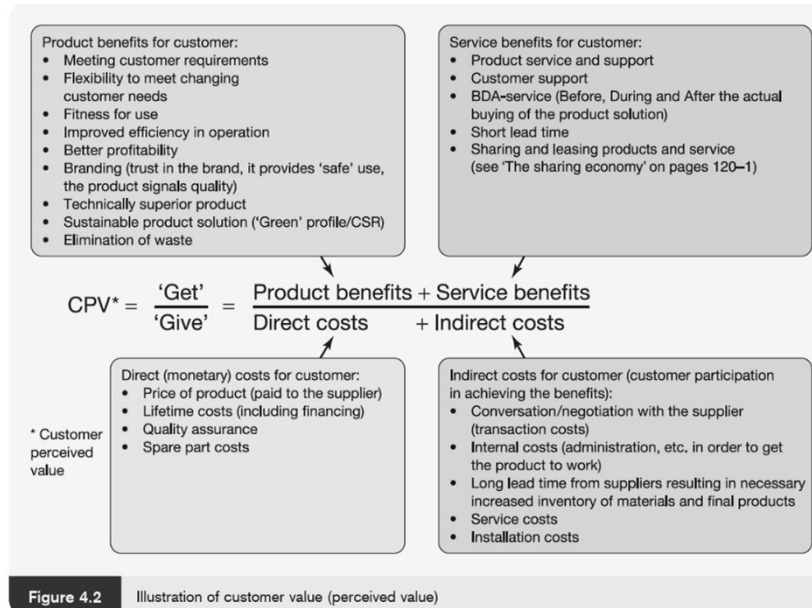 Product benefits for customer:
• Meeting customer requirements
• Flexibility to meet changing
customer needs
• Fitness for use
• Improved efficiency in operation
• Better profitability
• Branding (trust in the brand, it provides ‘safe’ use,
the product signals quality)
• Technically superior product
• Sustainable product solution (‘Green’ profile/CSR)
• Elimination of waste
Service benefits for customer:
• Product service and support
• Customer support
• BDA-service (Before, During and After the actual
buying of the product solution)
• Short lead time
• Sharing and leasing products and service
(see ‘The sharing economy’ on pages 120–1)
CPV* = ‘Get’ / ‘Give’ = Product benefits + Service benefits / Direct costs + Indirect costs
* Customer
perceived
value
Direct (monetary) costs for customer:
• Price of product (paid to the supplier)
• Lifetime costs (including financing)
• Quality assurance
• Spare part costs
Indirect costs for customer (customer participation
in achieving the benefits):
• Conversation/negotiation with the supplier
(transaction costs)
• Internal costs (administration, etc. in order to get
the product to work)
• Long lead time from suppliers resulting in necessary
increased inventory of materials and final products
• Service costs
• Installation costs
Figure 4.2 Illustration of customer value (perceived value)